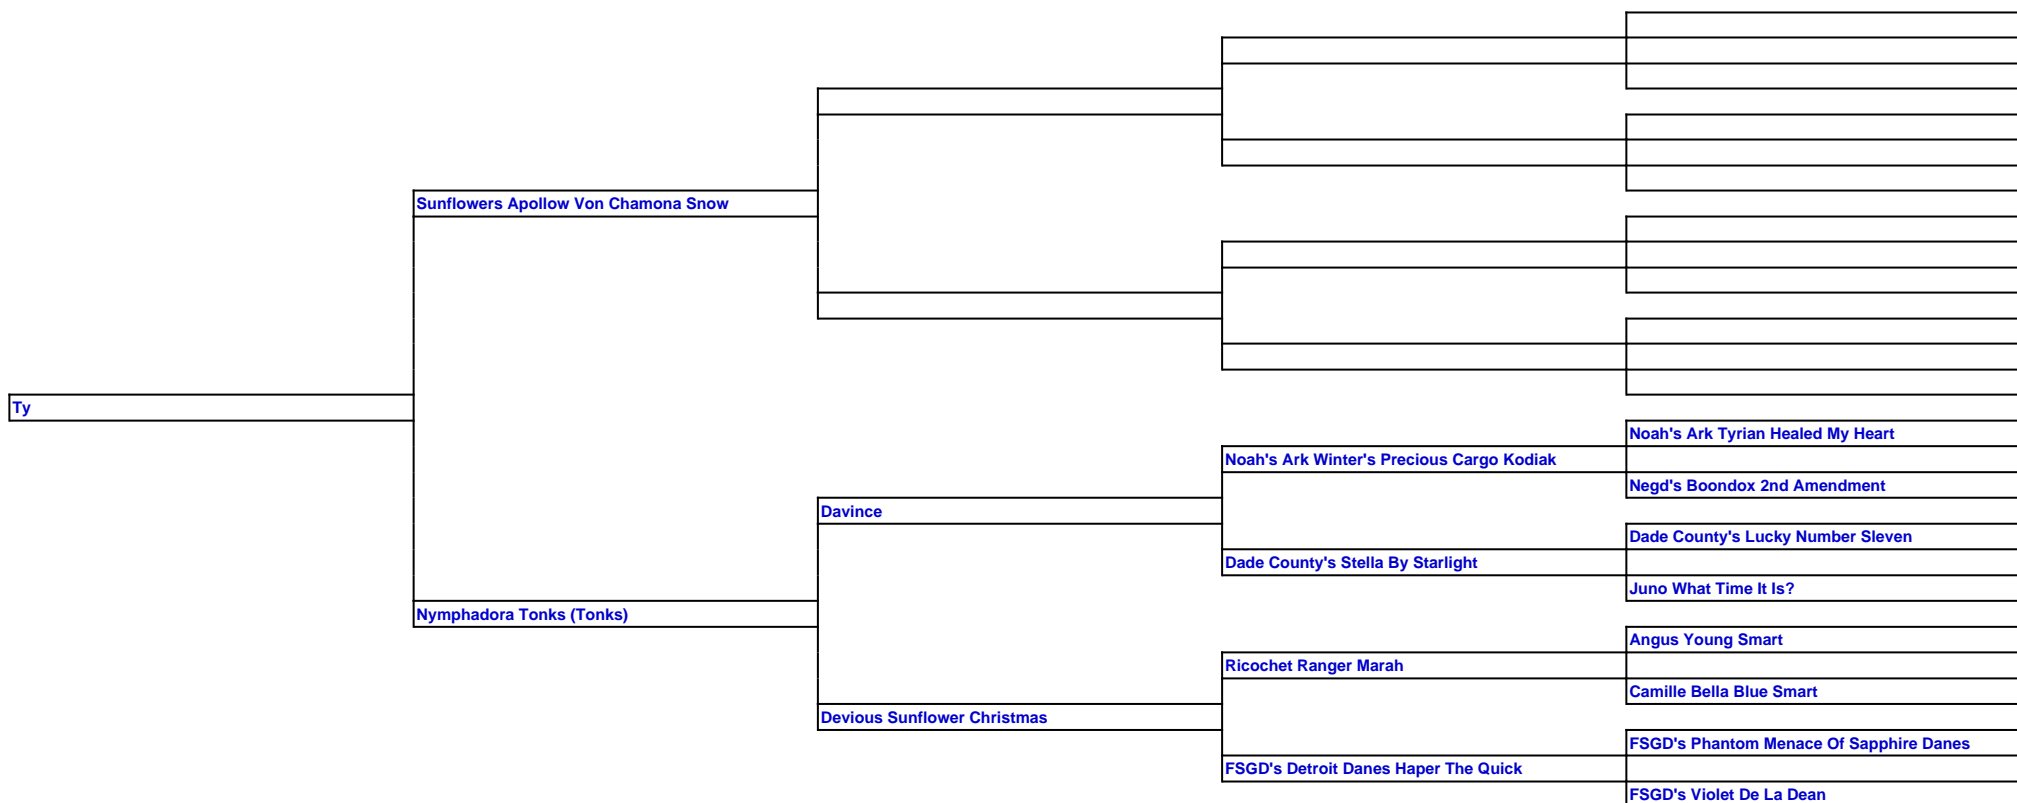 Sunflowers Apollow Von Chamona Snow
Ty
Noah's Ark Tyrian Healed My Heart
Noah's Ark Winter's Precious Cargo Kodiak
Negd's Boondox 2nd Amendment
Davince
Dade County's Lucky Number Sleven
Dade County's Stella By Starlight
Juno What Time It Is?
Nymphadora Tonks (Tonks)
Angus Young Smart
Ricochet Ranger Marah
Camille Bella Blue Smart
Devious Sunflower Christmas
FSGD's Phantom Menace Of Sapphire Danes
FSGD's Detroit Danes Haper The Quick
FSGD's Violet De La Dean